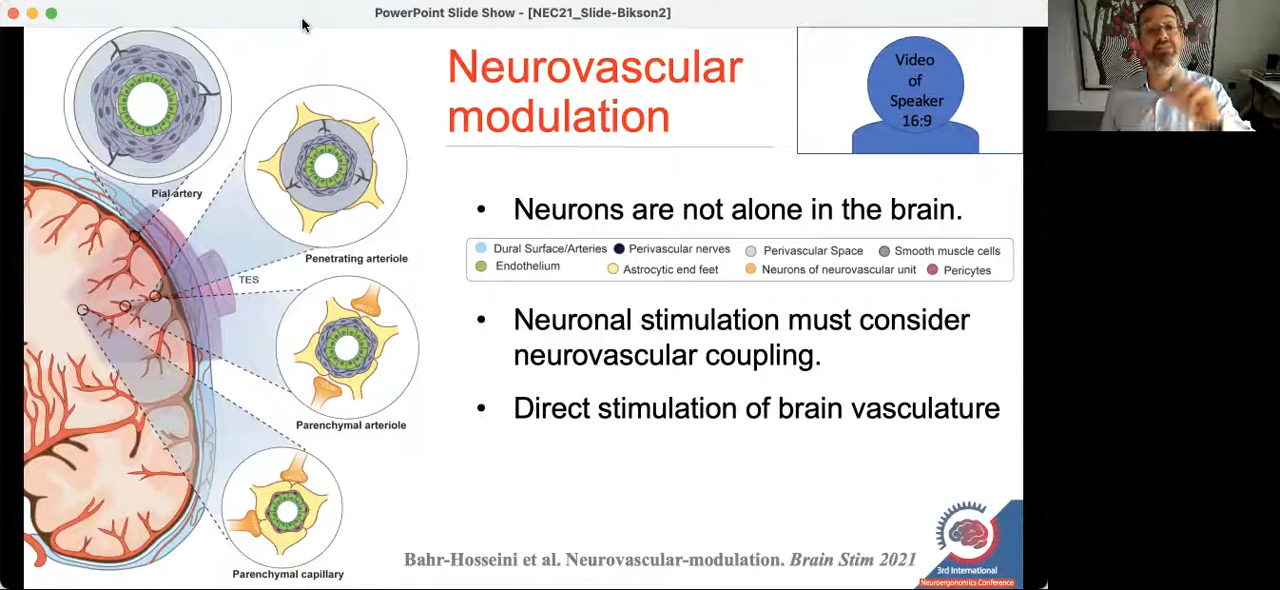 PowerPoint Slide Show - [NEC21_Slide-Bikson2]
Neurovascular
modulation
Video
of
Speaker
16:9
Pial artery
Penetrating arteriole
TES
Parenchymal arteriole
Parenchymal capillary
• Neurons are not alone in the brain.
Dural Surface/Arteries Perivascular nerves Perivascular Space Smooth muscle cells
Endothelium Astrocytic end feet Neurons of neurovascular unit Pericytes
• Neuronal stimulation must consider
neurovascular coupling.
• Direct stimulation of brain vasculature
Bahr-Hosseini et al. Neurovascular-modulation. Brain Stim 2021
3rd International
Neuroergonomics Conference